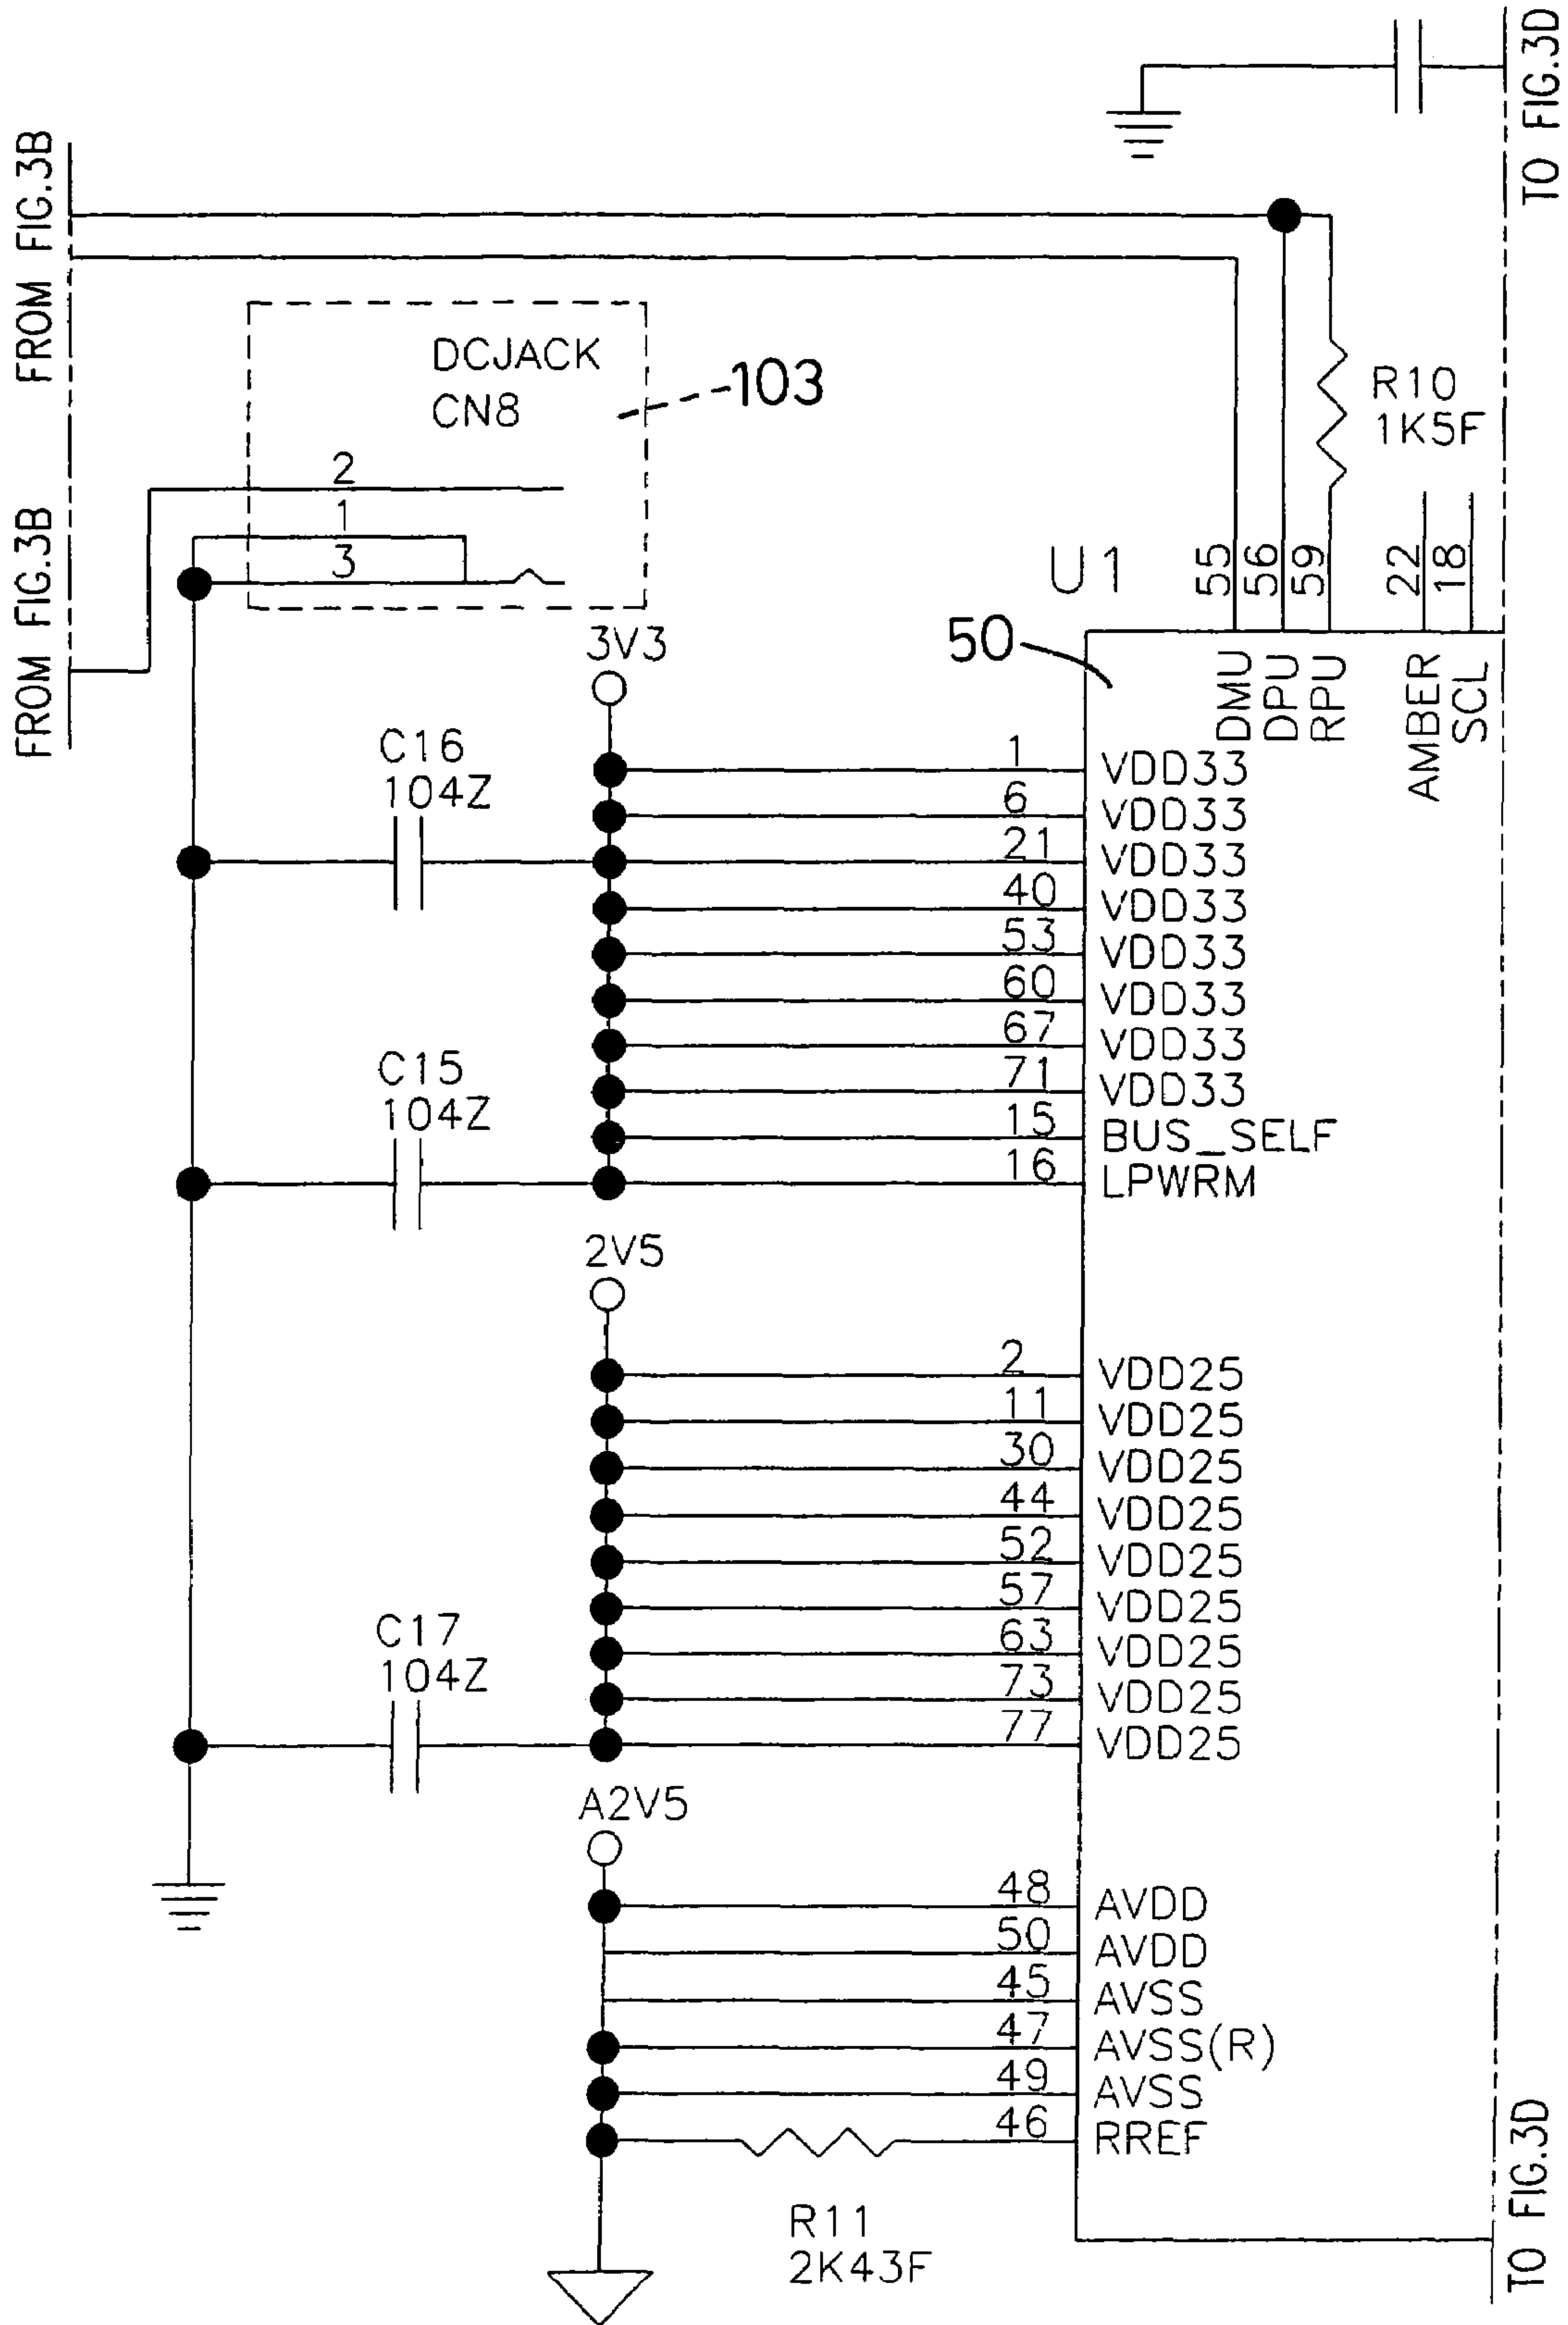 TO FIG.3D
FROM FIG.3B
DCJACK
CN8
103
R10
1K5F
2
1
3
FROM FIG.3B
U1
55
56
59
22
18
50
DMU
DPU
RPU
AMBER
SCL
3V3
C16
104Z
1 VDD33
6 VDD33
21 VDD33
40 VDD33
53 VDD33
60 VDD33
67 VDD33
C15
104Z
71 VDD33
15 BUS_SELF
16 LPWRM
2V5
2 VDD25
11 VDD25
30 VDD25
44 VDD25
52 VDD25
57 VDD25
C17
104Z
63 VDD25
73 VDD25
77 VDD25
A2V5
48 AVDD
50 AVDD
45 AVSS
47 AVSS(R)
49 AVSS
46 RREF
R11
2K43F
TO FIG.3D